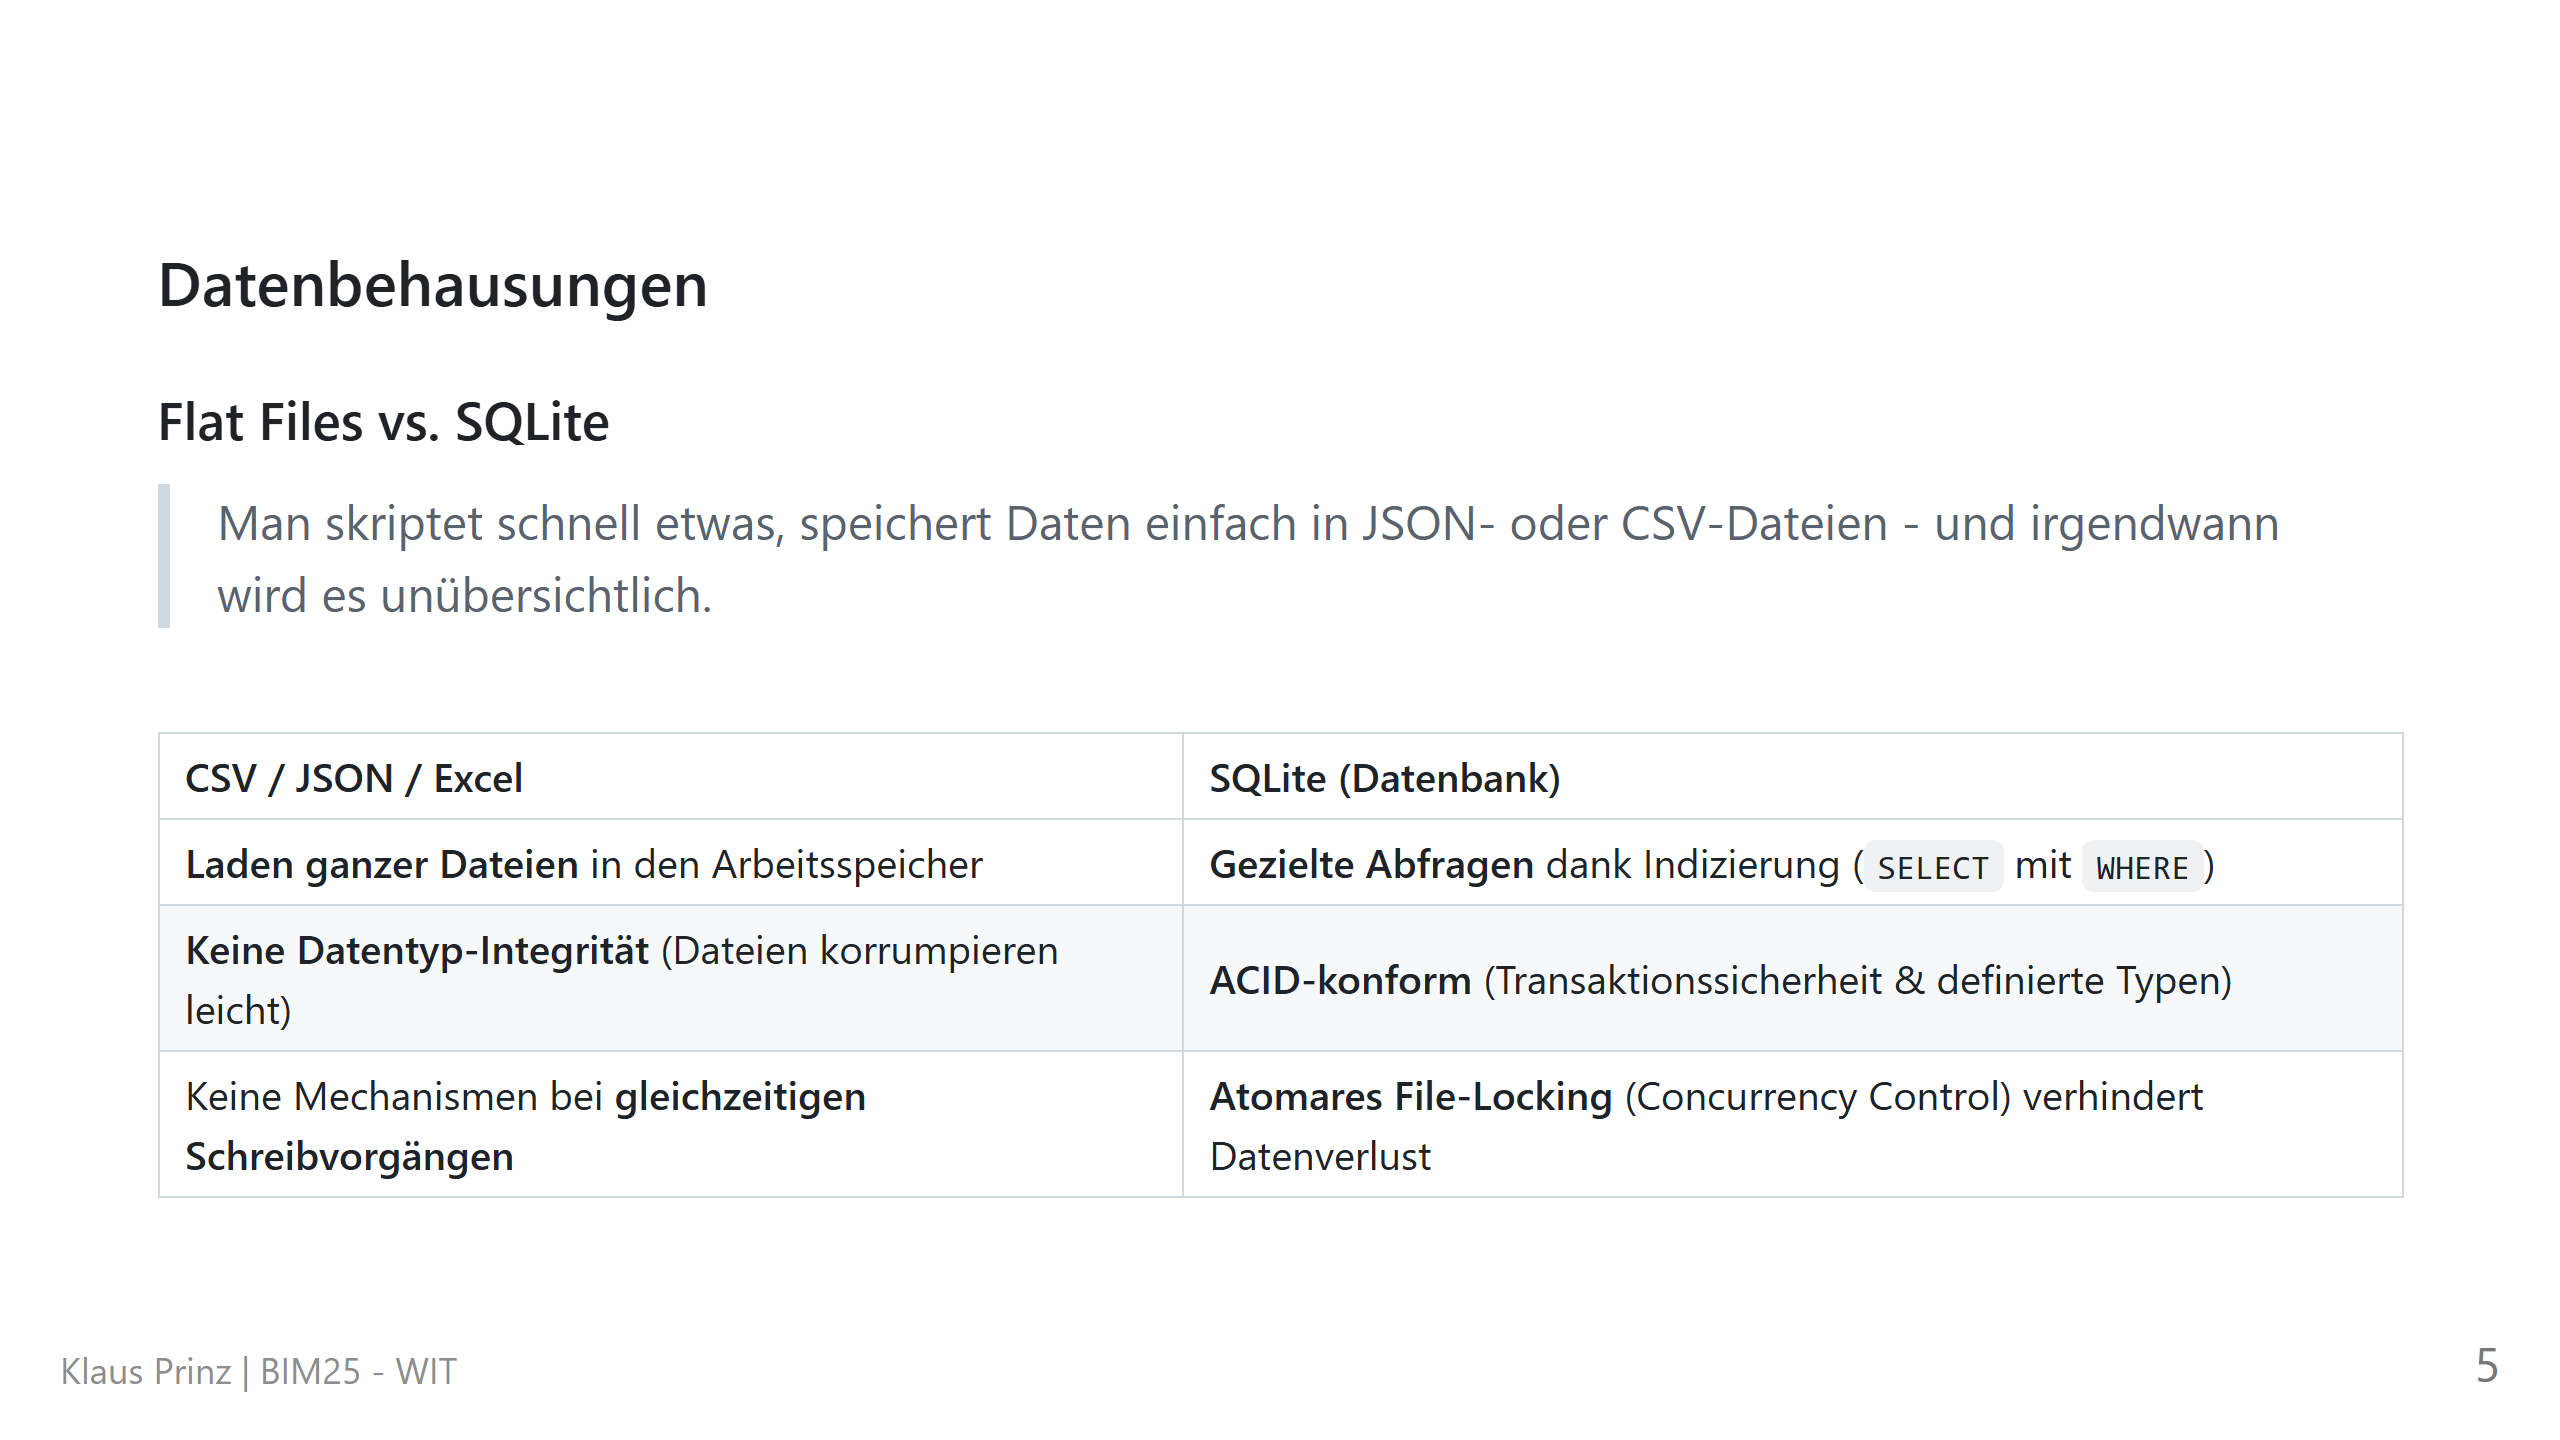 Datenbehausungen
Flat Files vs. SQLite
Man skriptet schnell etwas, speichert Daten einfach in JSON- oder CSV-Dateien - und irgendwann
wird es unübersichtlich.
CSV / JSON / Excel
SQLite (Datenbank)
Laden ganzer Dateien in den Arbeitsspeicher
Gezielte Abfragen dank Indizierung ( SELECT mit WHERE )
Keine Datentyp-Integrität (Dateien korrumpieren
leicht)
ACID-konform (Transaktionssicherheit & definierte Typen)
Keine Mechanismen bei gleichzeitigen
Schreibvorgängen
Atomares File-Locking (Concurrency Control) verhindert
Datenverlust
Klaus Prinz | BIM25 - WIT
5